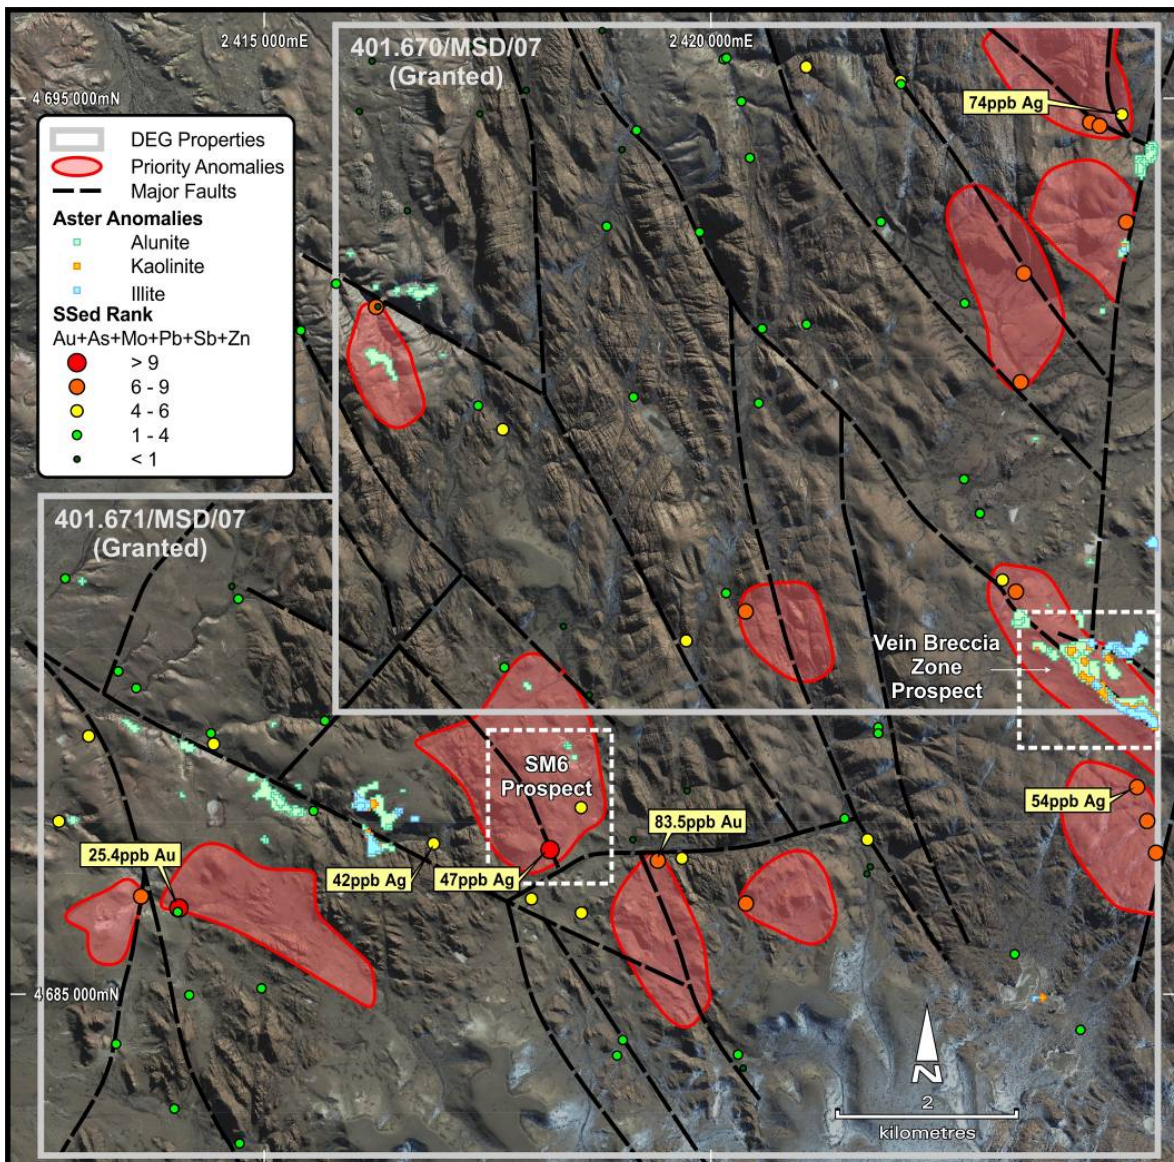 2 415 000mE
2 420 000mE
401.670/MSD/07
(Granted)
4 695 000mN
74ppb Ag
DEG Properties
Priority Anomalies
Major Faults
Aster Anomalies
Alunite
Kaolinite
Illite
SSed Rank
Au+As+Mo+Pb+Sb+Zn
> 9
6 - 9
4 - 6
1 - 4
< 1
401.671/MSD/07
(Granted)
Vein Breccia
Zone
Prospect
SM6
Prospect
54ppb Ag
83.5ppb Au
25.4ppb Au
42ppb Ag
47ppb Ag
4 685 000mN
N
2
kilometres